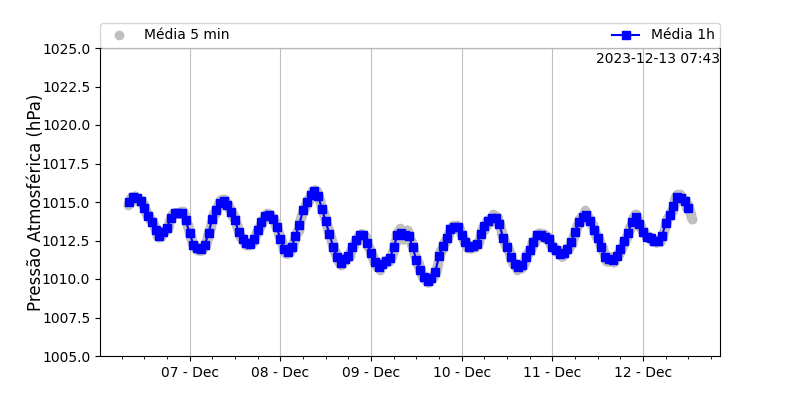 Média 5 min
Média 1h
2023-12-13 07:43
Pressão Atmosférica (hPa)
1025.0
1022.5
1020.0
1017.5
1015.0
1012.5
1010.0
1007.5
1005.0
07 - Dec
08 - Dec
09 - Dec
10 - Dec
11 - Dec
12 - Dec